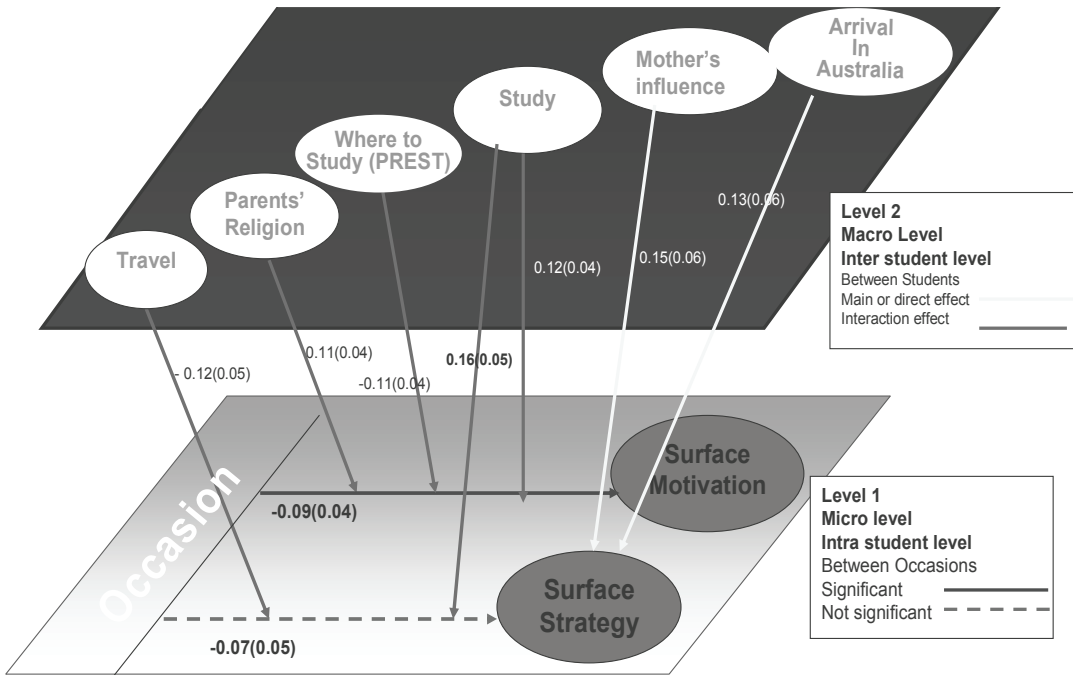 Arrival
In
Australia
Mother's
influence
Study
Where to
Study (PREST)
Parents'
Religion
Travel
0.13(0.06)
0.15(0.06)
0.12(0.04)
0.11(0.04)
0.16(0.05)
- 0.12(0.05)
-0.11(0.04)
Level 2
Macro Level
Inter student level
Between Students
Main or direct effect
Interaction effect
Occasion
Surface
Motivation
-0.09(0.04)
Surface
Strategy
-0.07(0.05)
Level 1
Micro level
Intra student level
Between Occasions
Significant
Not significant